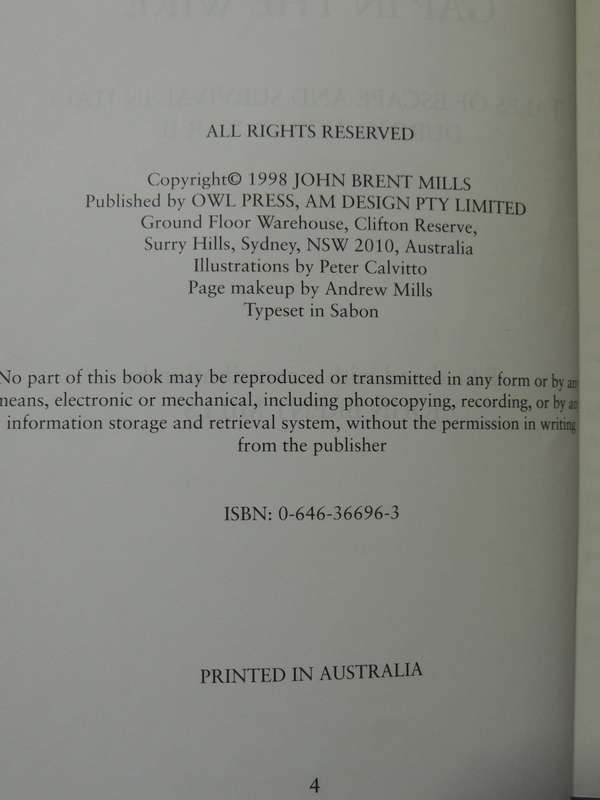 ALL RIGHTS RESERVED
Copyright© 1998 JOHN BRENT MILLS
Published by OWL PRESS, AM DESIGN PTY LIMITED
Ground Floor Warehouse, Clifton Reserve,
Surry Hills, Sydney, NSW 2010, Australia
Illustrations by Peter Calvitto
Page makeup by Andrew Mills
Typeset in Sabon
No part of this book may be reproduced or transmitted in any form or by
means, electronic or mechanical, including photocopying, recording, or by
information storage and retrieval system, without the permission in writing
from the publisher
ISBN: 0-646-36696-3
PRINTED IN AUSTRALIA
4